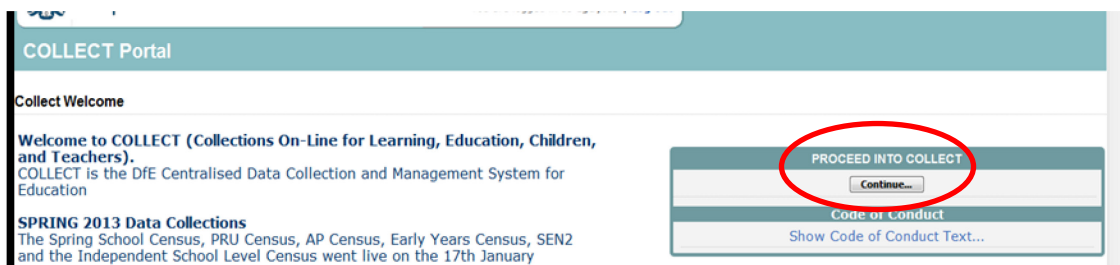 COLLECT Portal
Collect Welcome
Welcome to COLLECT (Collections On-Line for Learning, Education, Children,
and Teachers).
COLLECT is the DfE Centralised Data Collection and Management System for
Education
SPRING 2013 Data Collections
The Spring School Census, PRU Census, AP Census, Early Years Census, SEN2
and the Independent School Level Census went live on the 17th January
PROCEED INTO COLLECT
Continue...
Code of Conduct
Show Code of Conduct Text...